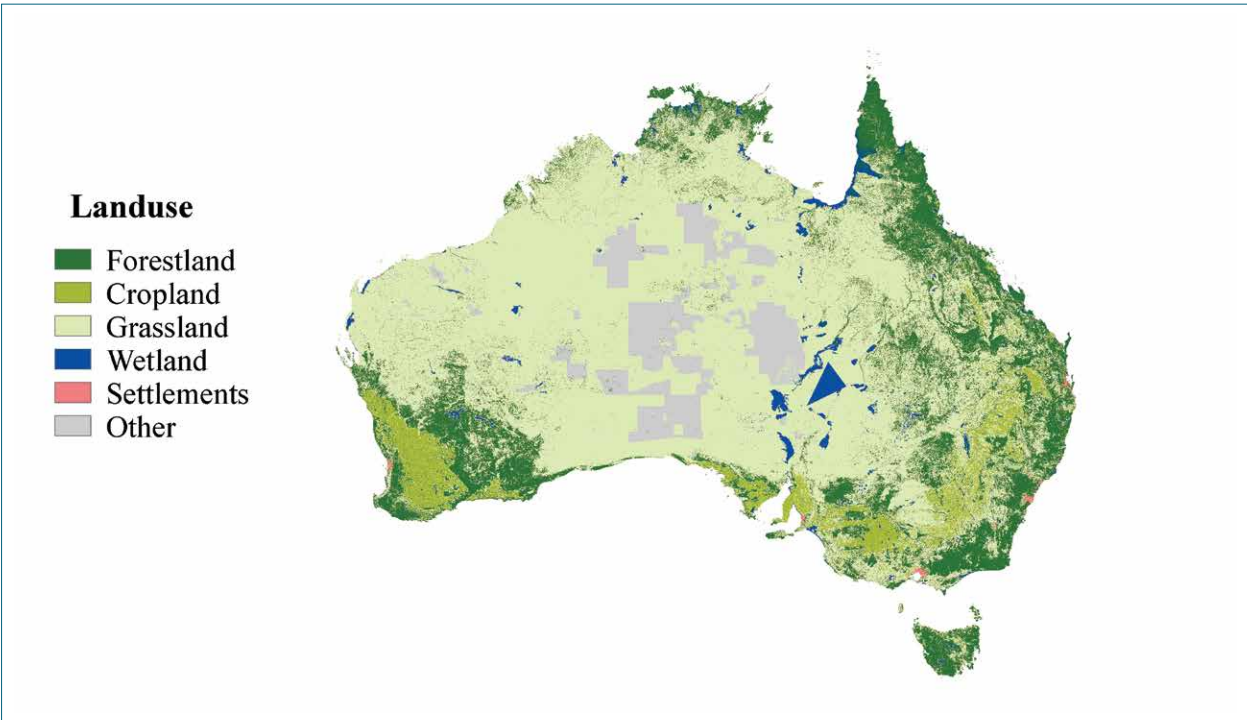 Landuse
Forestland
Cropland
Grassland
Wetland
Settlements
Other